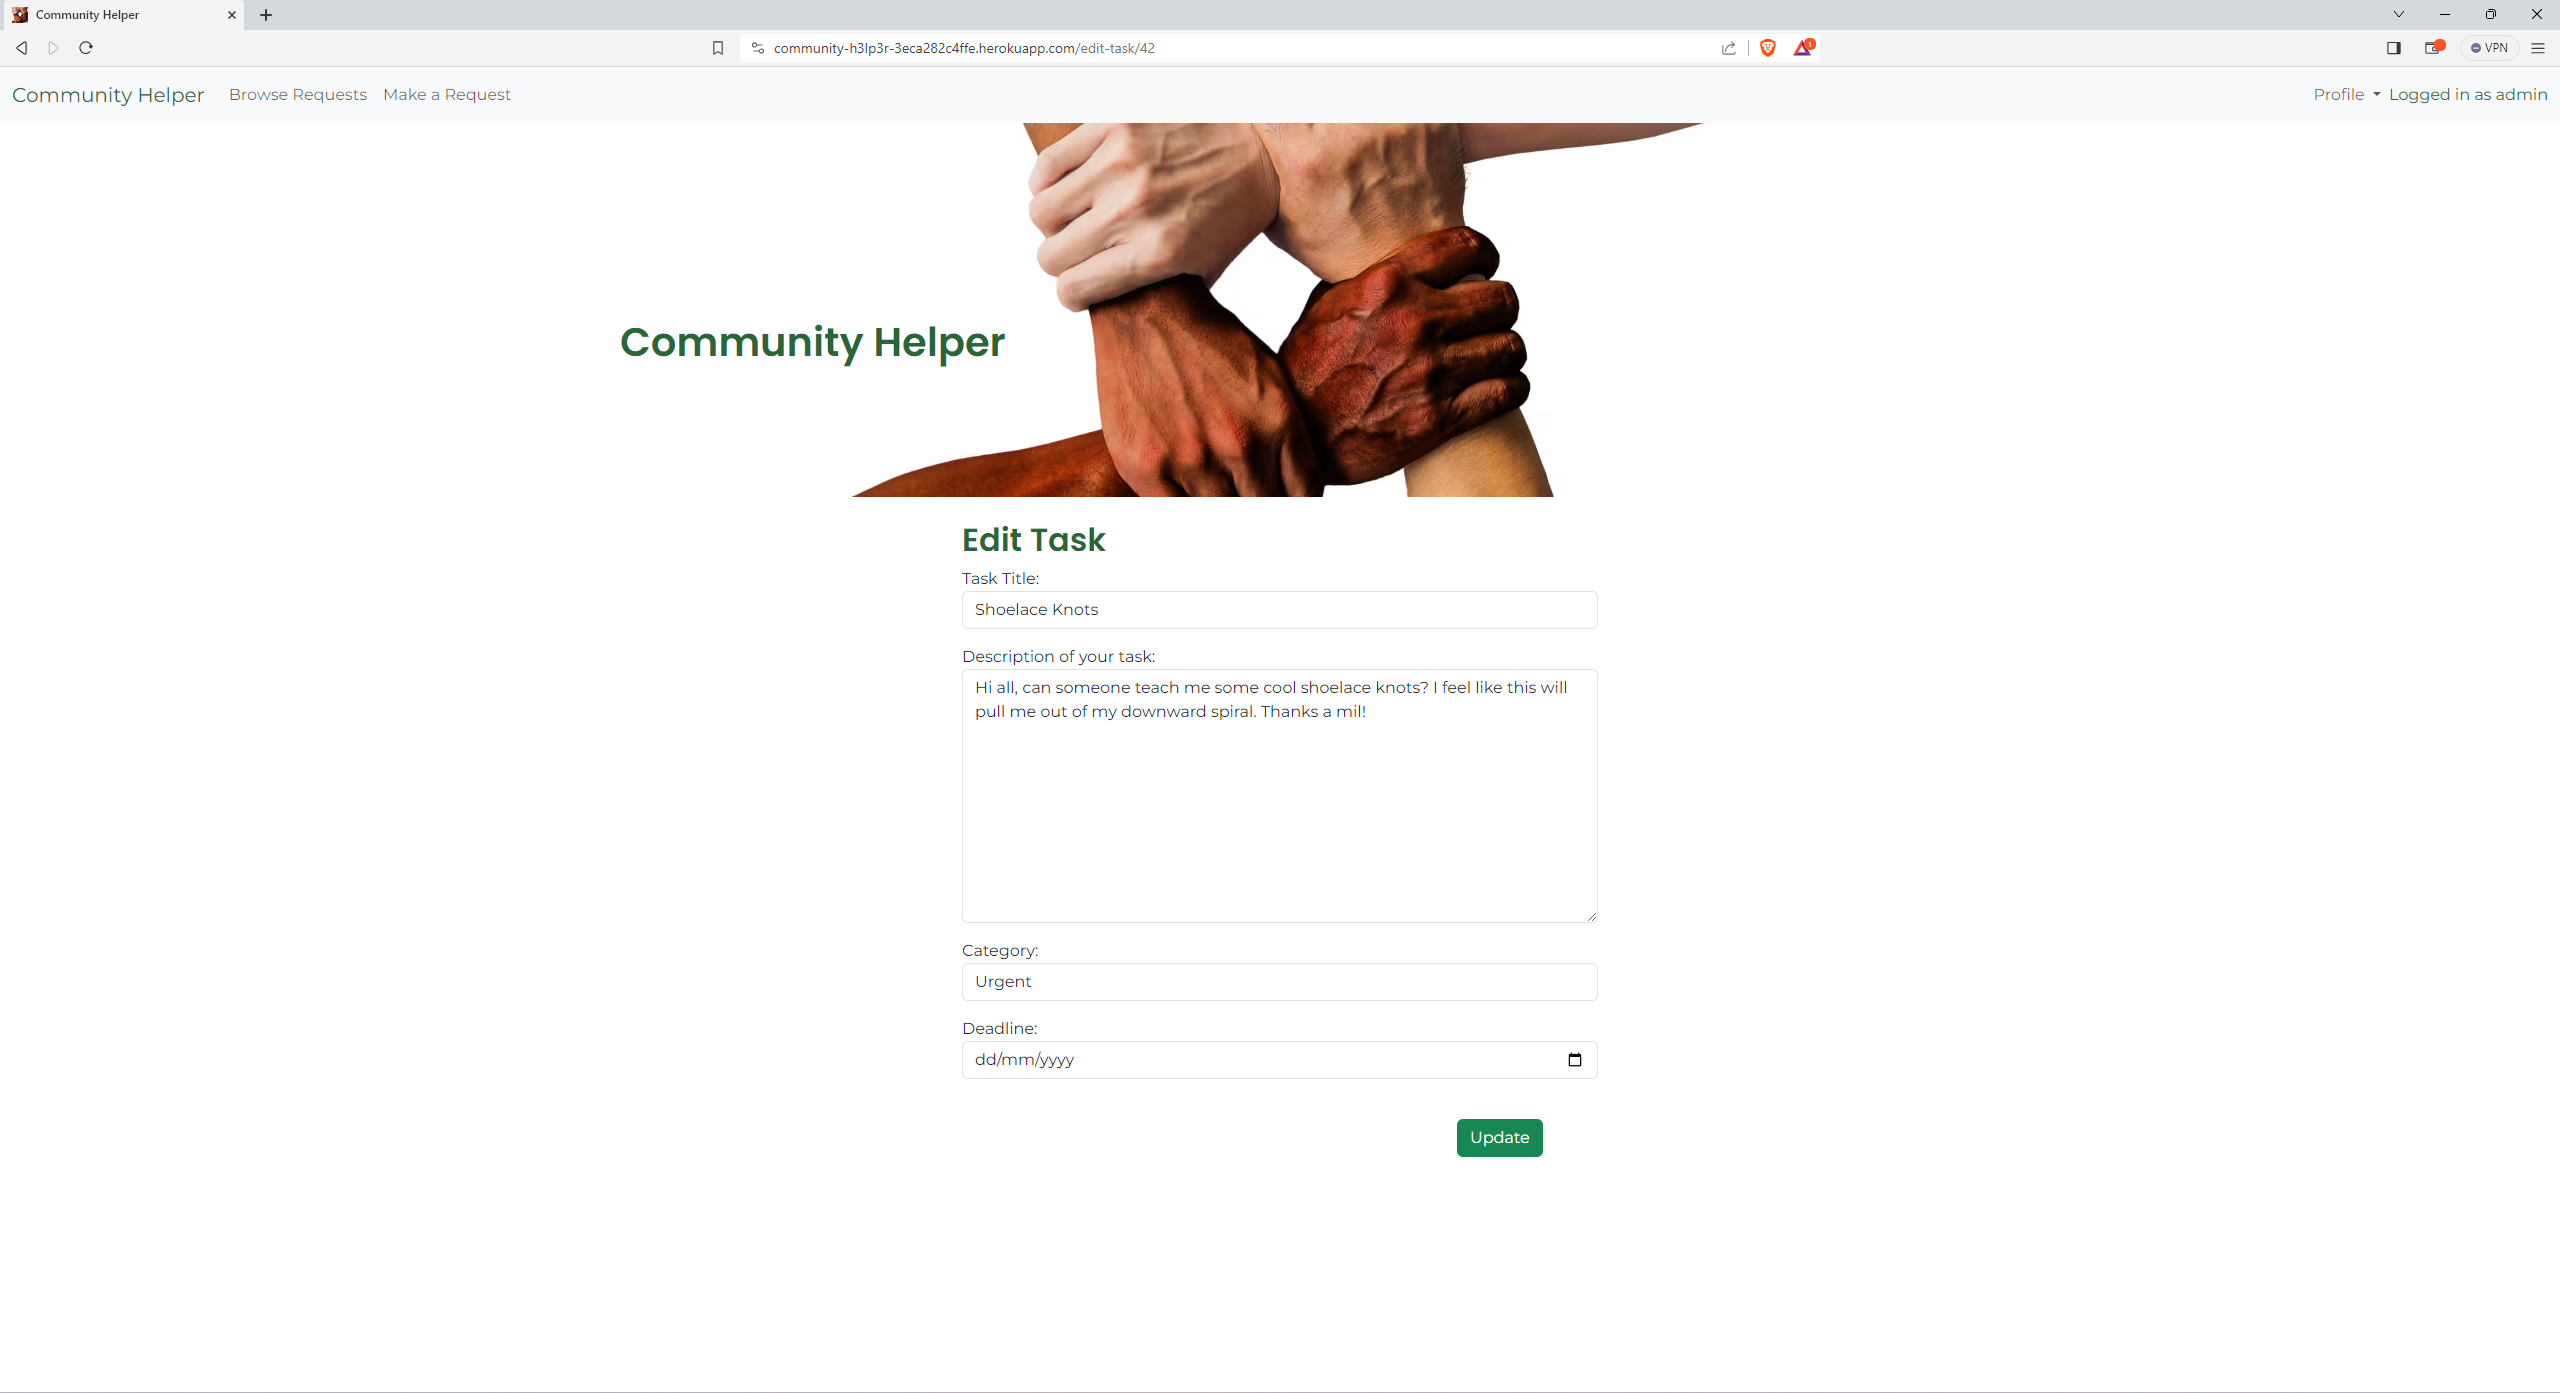 Community Helper
community-h3lp3r-3eca282c4ffe.herokuapp.com/edit-task/42
1
VPN
Community Helper Browse Requests Make a Request Profile Logged in as admin
Community Helper
Edit Task
Task Title:
Shoelace Knots
Description of your task:
Hi all, can someone teach me some cool shoelace knots? I feel like this will
pull me out of my downward spiral. Thanks a mil!
Category:
Urgent
Deadline:
dd/mm/yyyy
Update